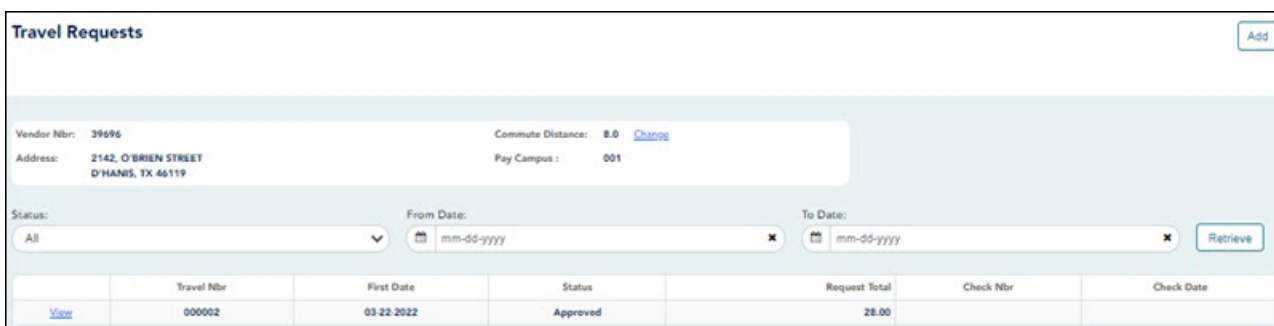 Travel Requests
Add
Vendor Nbr: 39696 Commute Distance: 8.0 Change
Address: 2142, O'BRIEN STREET Pay Campus : 001
D'HANIS, TX 46119
Status: From Date: To Date:
All mm-dd-yyyy mm-dd-yyyy Retrieve
Travel Nbr First Date Status Request Total Check Nbr Check Date
View 000002 03-22-2022 Approved 28.00